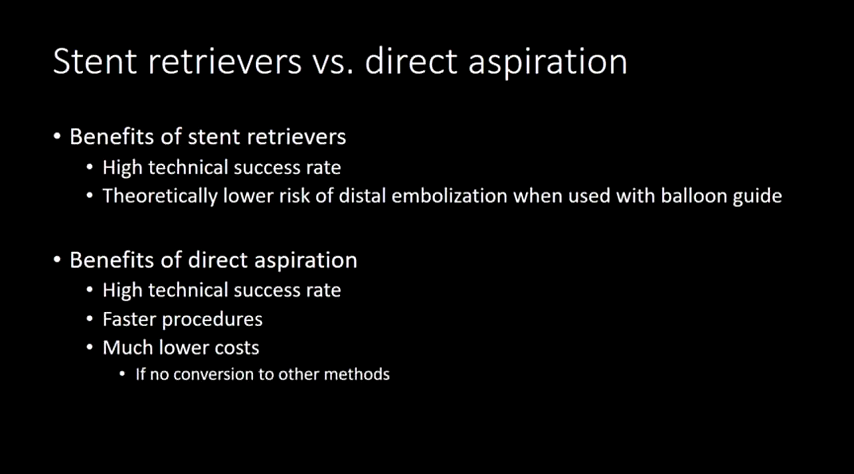 Stent retrievers vs. direct aspiration
• Benefits of stent retrievers
• High technical success rate
• Theoretically lower risk of distal embolization when used with balloon guide
• Benefits of direct aspiration
• High technical success rate
• Faster procedures
• Much lower costs
• If no conversion to other methods